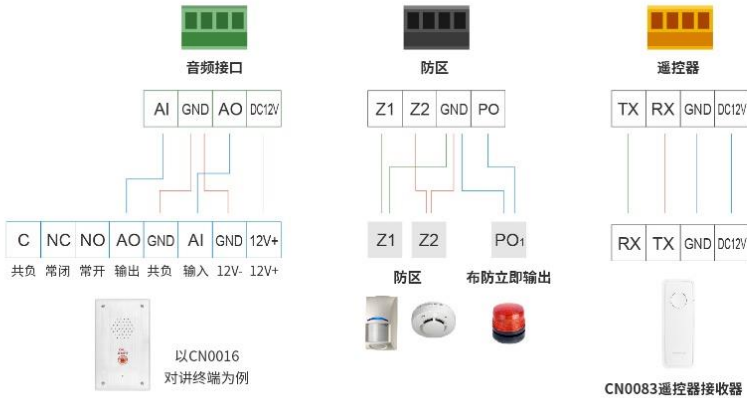 音频接口
防区
遥控器
AI GND AO DC12V
Z1 Z2 GND PO
TX RX GND DC12V
C NC NO AO GND AI GND 12V+
共负 常闭 常开 输出 共负 输入 12V- 12V+
Z1 Z2 PO1
防区 布防立即输出
RX TX GND DC12V
以CN0016
对讲终端为例
CN0083遥控器接收器